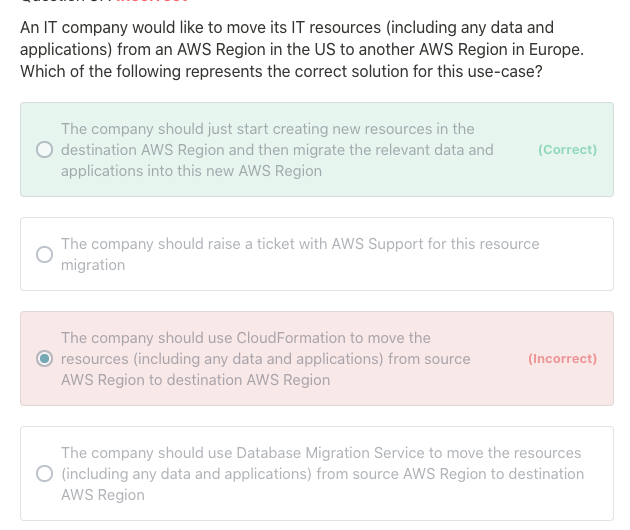 An IT company would like to move its IT resources (including any data and
applications) from an AWS Region in the US to another AWS Region in Europe.
Which of the following represents the correct solution for this use-case?
The company should just start creating new resources in the
destination AWS Region and then migrate the relevant data and
applications into this new AWS Region
(Correct)
The company should raise a ticket with AWS Support for this resource
migration
The company should use CloudFormation to move the
resources (including any data and applications) from source
AWS Region to destination AWS Region
(Incorrect)
The company should use Database Migration Service to move the resources
(including any data and applications) from source AWS Region to destination
AWS Region